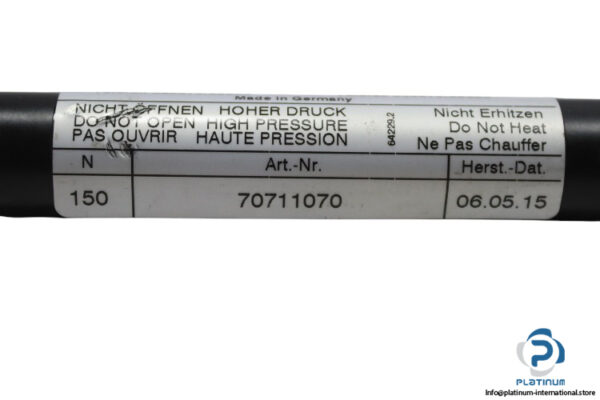 Made in Germany
NICHT ÖFFNEN HOHER DRUCK
DO NOT OPEN HIGH PRESSURE
PAS OUVRIR HAUTE PRESSION
64229.2
Nicht Erhitzen
Do Not Heat
Ne Pas Chauffer
N Art.-Nr. Herst.-Dat.
150 70711070 06.05.15
PLATINUM
Info@platinum-international.store